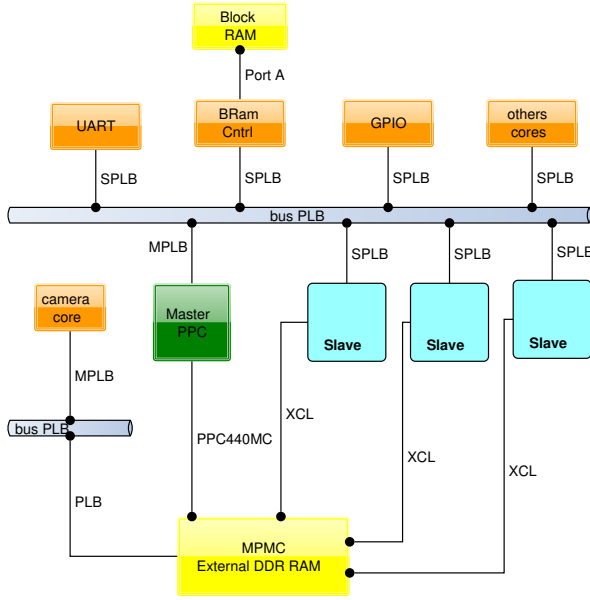 Block
RAM
Port A
UART
BRam
Cntrl
GPIO
others
cores
SPLB
SPLB
SPLB
SPLB
bus PLB
MPLB
SPLB
SPLB
SPLB
camera
core
Master
PPC
Slave
Slave
Slave
MPLB
XCL
bus PLB
PPC440MC
XCL
XCL
PLB
MPMC
External DDR RAM